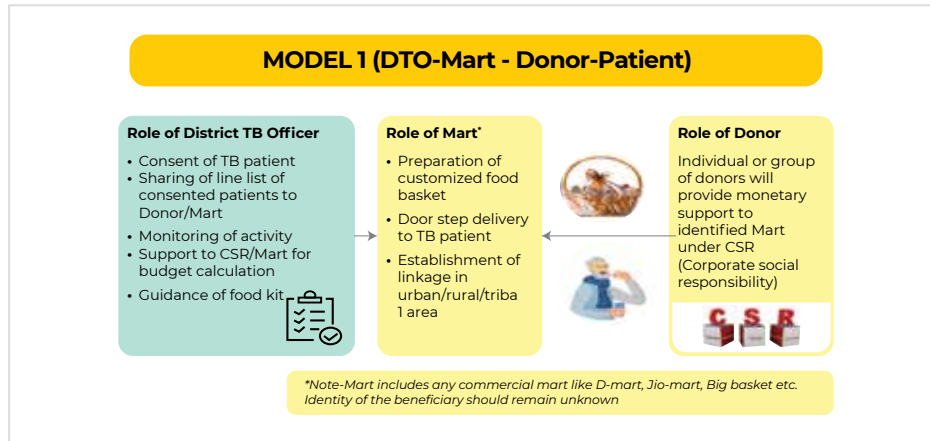 MODEL 1 (DTO-Mart - Donor-Patient)
Role of District TB Officer
• Consent of TB patient
• Sharing of line list of
consented patients to
Donor/Mart
• Monitoring of activity
• Support to CSR/Mart for
budget calculation
• Guidance of food kit
Role of Mart*
• Preparation of
customized food
basket
• Door step delivery
to TB patient
• Establishment of
linkage in
urban/rural/triba
1 area
Role of Donor
Individual or group
of donors will
provide monetary
support to
identified Mart
under CSR
(Corporate social
responsibility)
C S R
*Note-Mart includes any commercial mart like D-mart, Jio-mart, Big basket etc.
Identity of the beneficiary should remain unknown